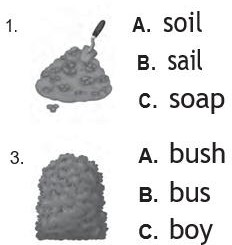 1.
A. soil
B. sail
C. soap
3.
A. bush
B. bus
C. boy